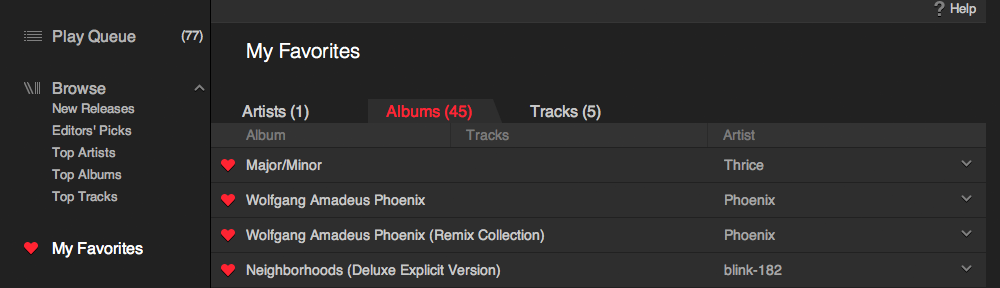 ? Help
Play Queue (77)
My Favorites
Browse
New Releases
Editors' Picks
Top Artists
Top Albums
Top Tracks
My Favorites
Artists (1) Albums (45) Tracks (5)
Album Tracks Artist
Major/Minor Thrice
Wolfgang Amadeus Phoenix Phoenix
Wolfgang Amadeus Phoenix (Remix Collection) Phoenix
Neighborhoods (Deluxe Explicit Version) blink-182